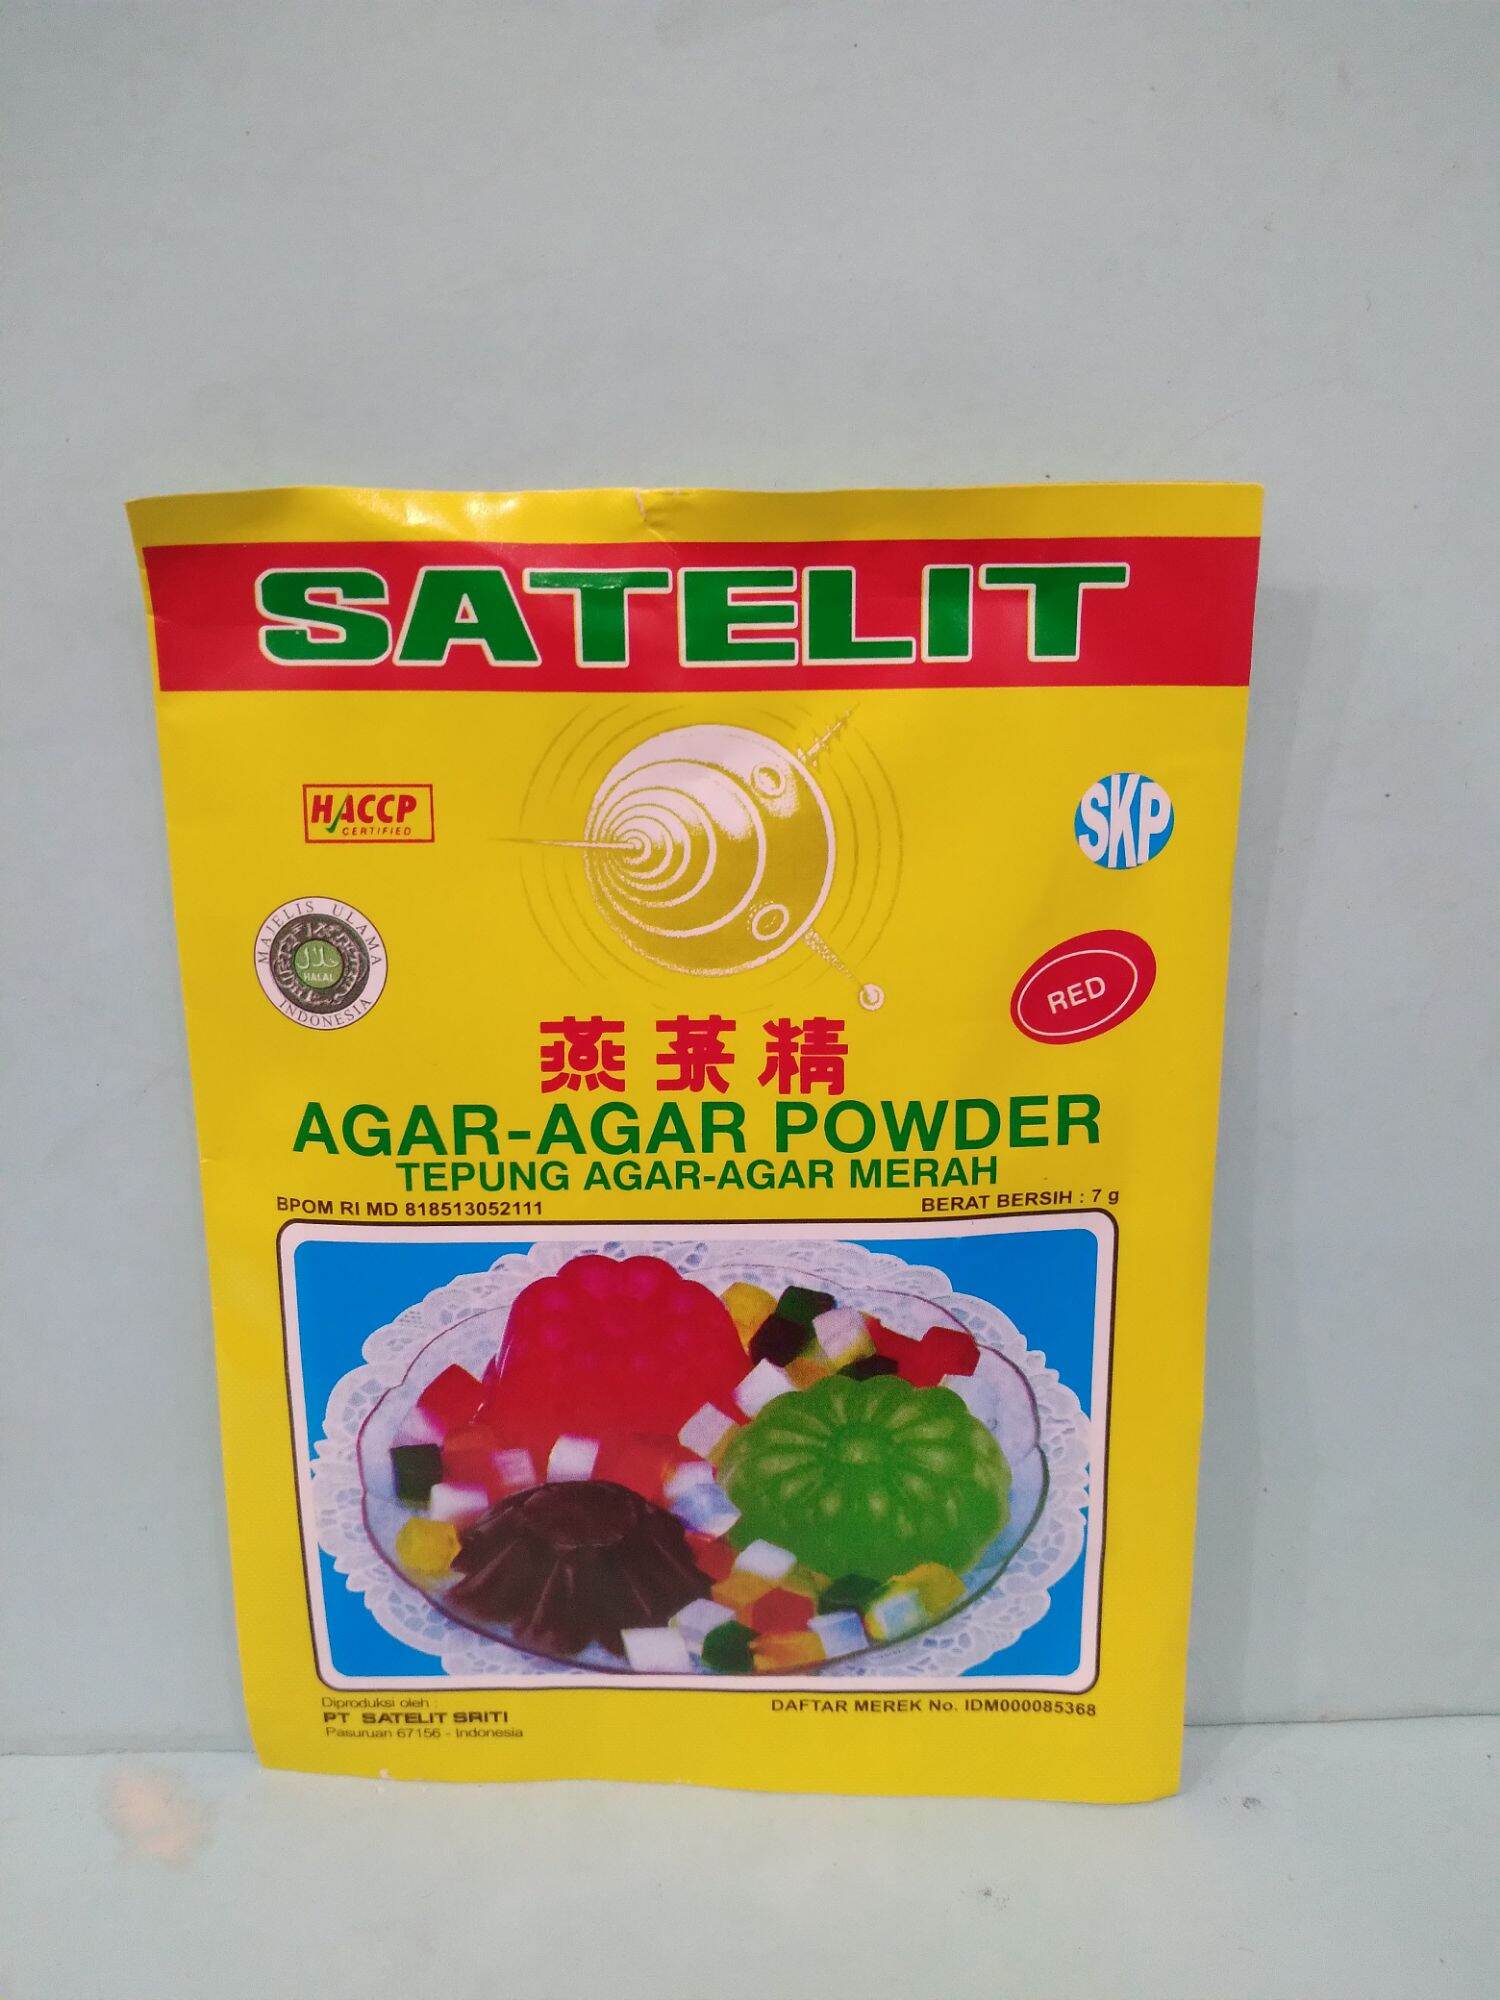 SATELIT
HACCP
CERTIFIED
SKP
MAJELIS ULAMA
حلال
HALAL
INDONESIA
RED
燕菜精
AGAR-AGAR POWDER
TEPUNG AGAR-AGAR MERAH
BPOM RI MD 818513052111
BERAT BERSIH : 7 g
Diproduksi oleh :
PT SATELIT SRITI
Pasuruan 67156 - Indonesia
DAFTAR MEREK No. IDM000085368